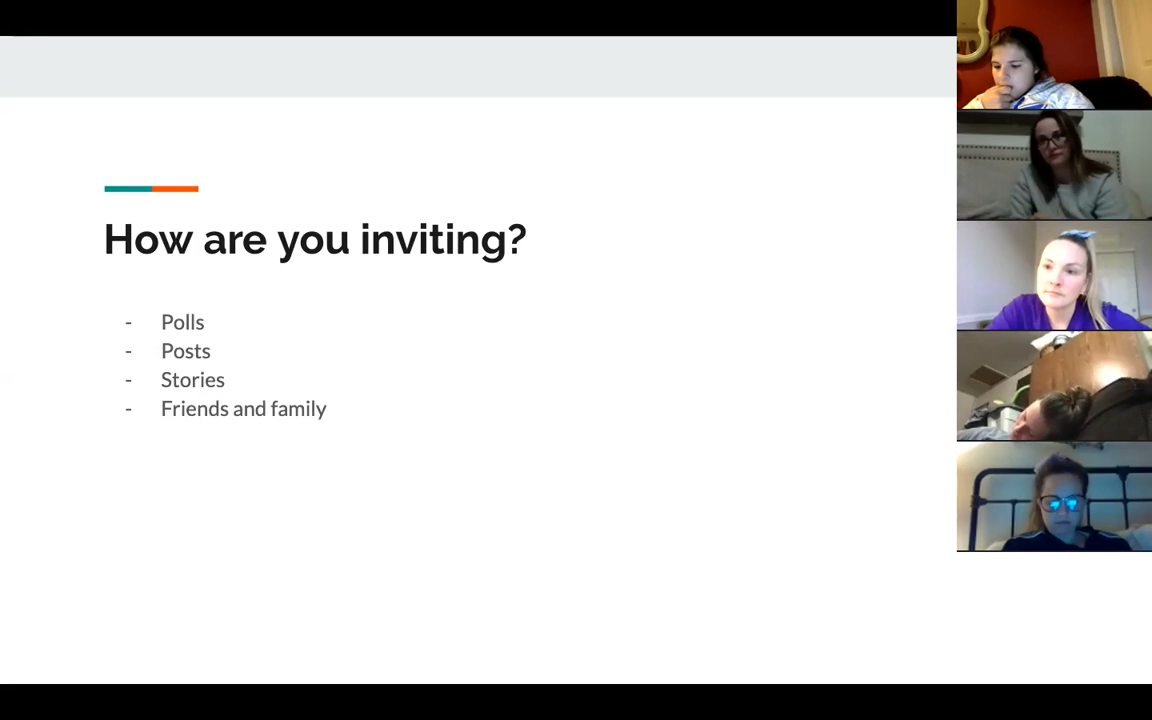 How are you inviting?
- Polls
- Posts
- Stories
- Friends and family